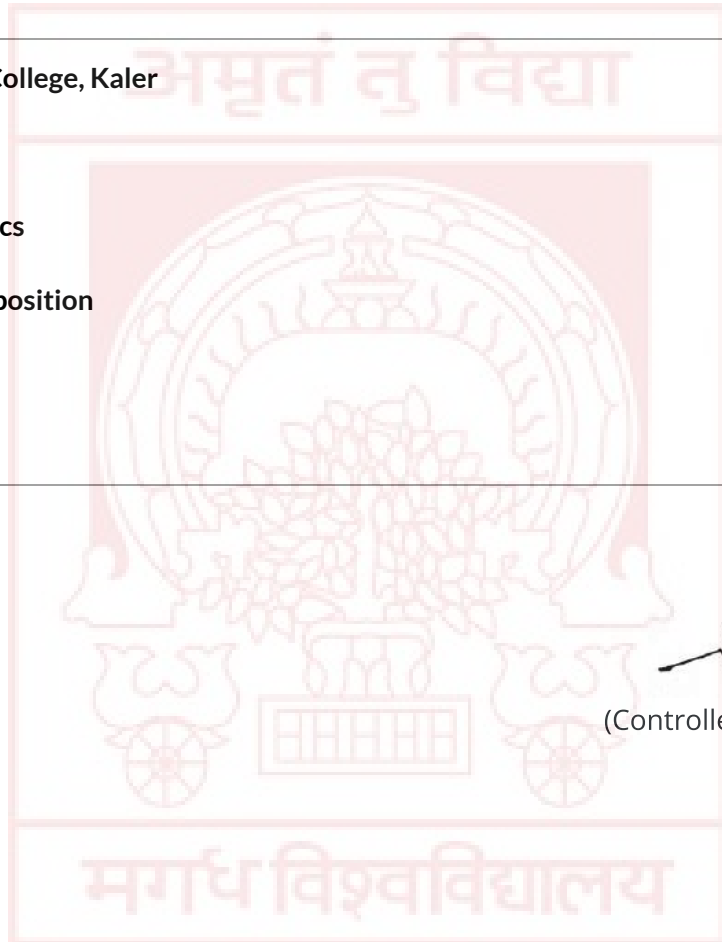 अमृतं तु विद्या
College, Kaler
cs
position
(Controlle
मगध विश्वविद्यालय